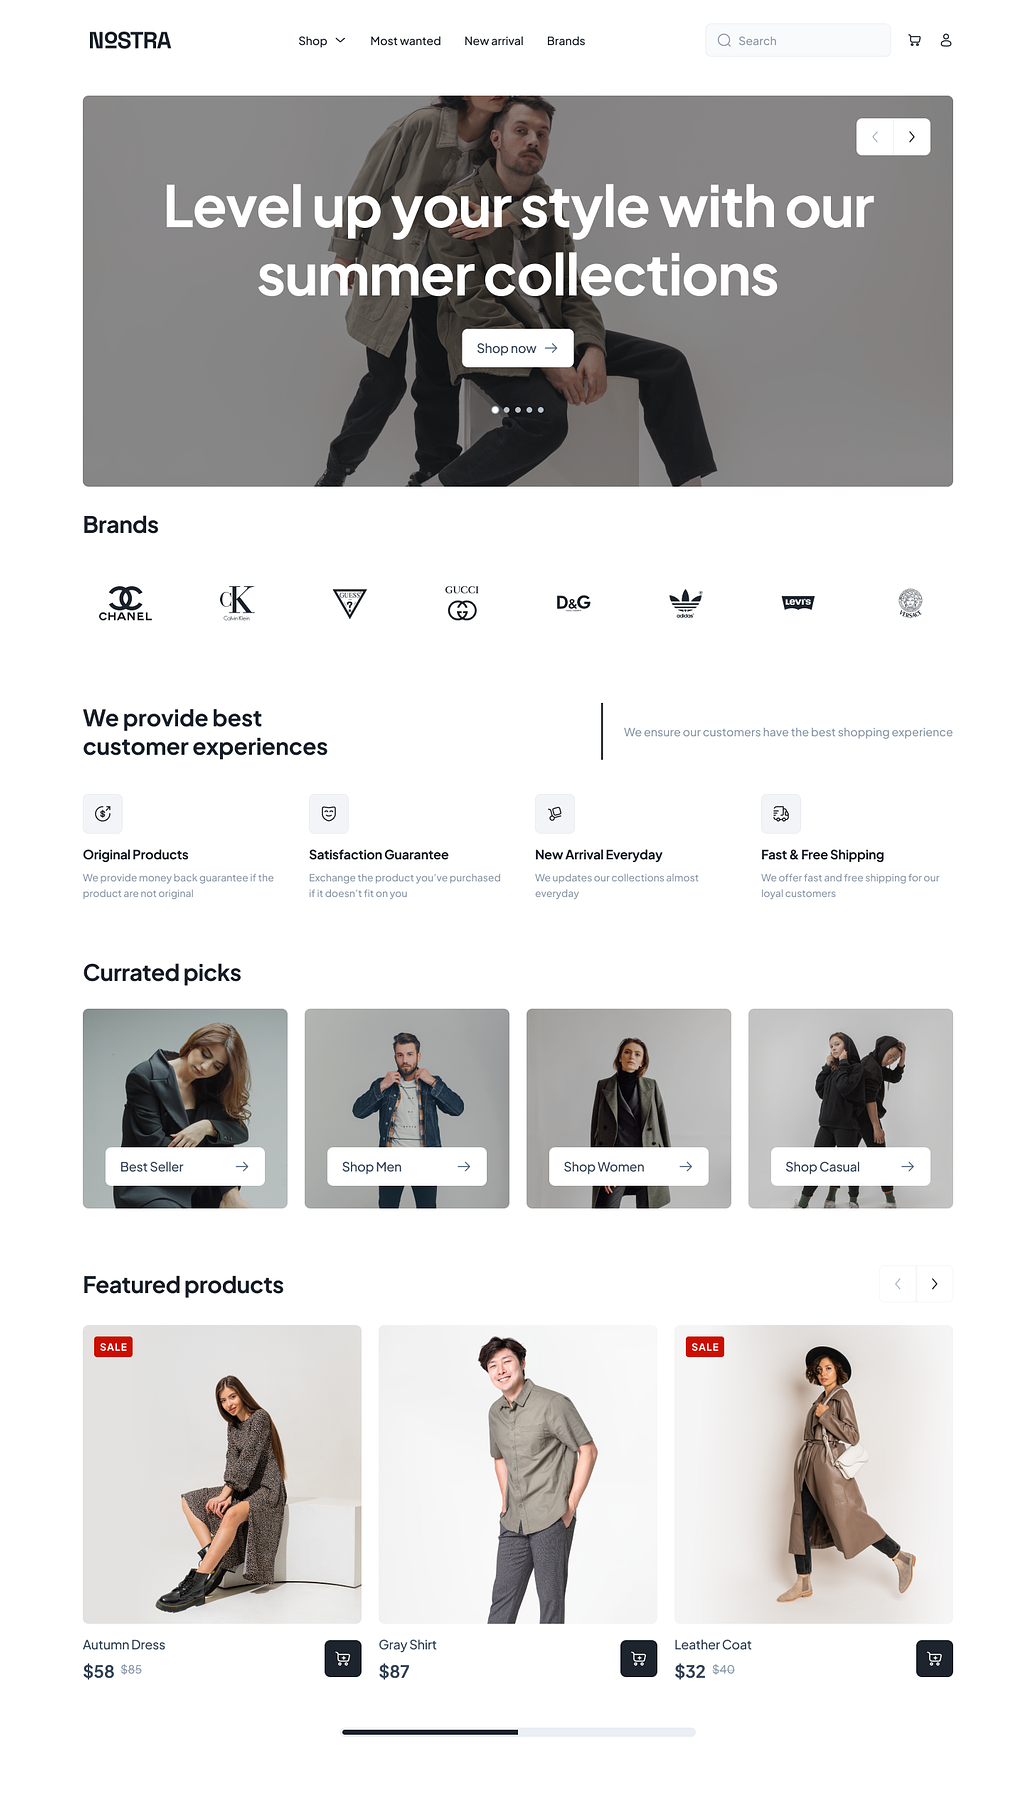 NOSTRA
Shop
Most wanted
New arrival
Brands
Search
Level up your style with our
summer collections
Shop now
Brands
CHANEL
CK
Calvin Klein
GUESS
?
GUCCI
D&G
adidas
Levi's
VERSACE
We provide best
customer experiences
We ensure our customers have the best shopping experience
Original Products
We provide money back guarantee if the
product are not original
Satisfaction Guarantee
Exchange the product you've purchased
if it doesn't fit on you
New Arrival Everyday
We updates our collections almost
everyday
Fast & Free Shipping
We offer fast and free shipping for our
loyal customers
Currated picks
Best Seller
Shop Men
Shop Women
Shop Casual
Featured products
SALE
SALE
Autumn Dress
$58 $85
Gray Shirt
$87
Leather Coat
$32 $40